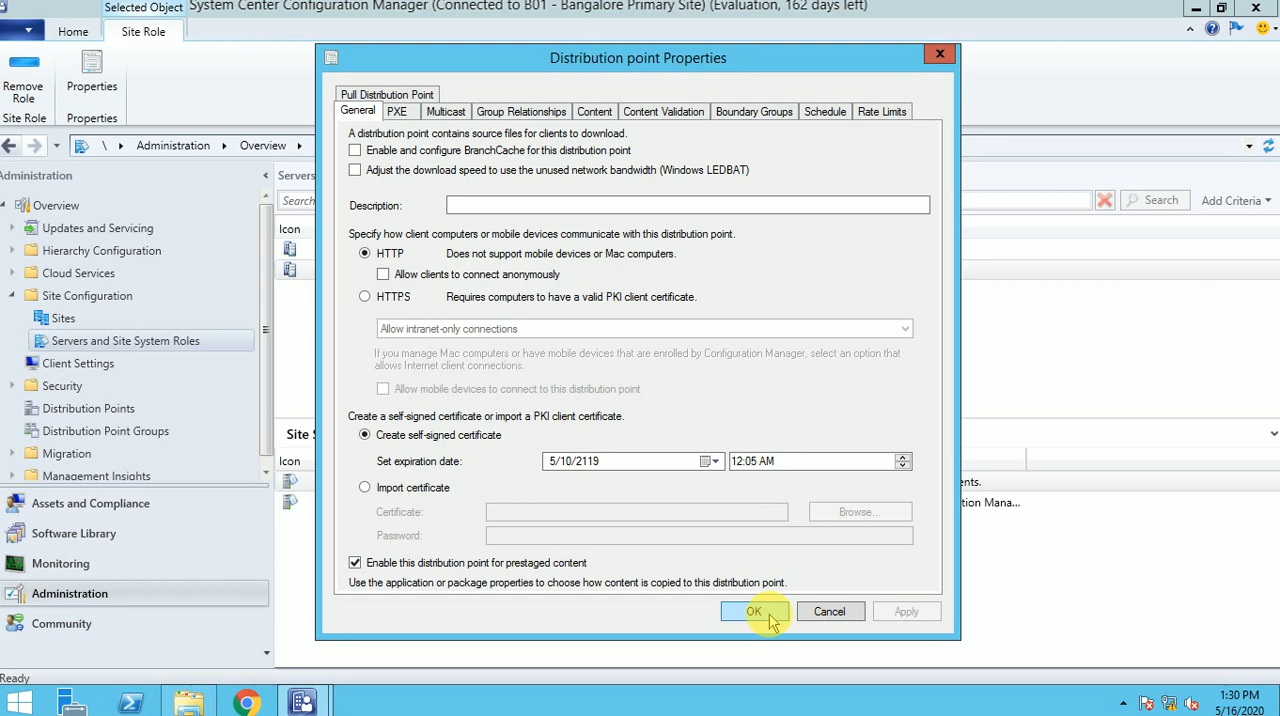 Selected Object
System Center Configuration Manager (Connected to B01 - Bangalore Primary Site) (Evaluation, 162 days left)
Home
Site Role
Remove
Role
Properties
Site Role
Properties
\ Administration Overview
Administration
Overview
Updates and Servicing
Hierarchy Configuration
Cloud Services
Site Configuration
Sites
Servers and Site System Roles
Client Settings
Security
Distribution Points
Distribution Point Groups
Migration
Management Insights
Assets and Compliance
Software Library
Monitoring
Administration
Community
Servers
Search
Add Criteria
Icon
Icon
Distribution point Properties
Pull Distribution Point
General PXE Multicast Group Relationships Content Content Validation Boundary Groups Schedule Rate Limits
A distribution point contains source files for clients to download.
Enable and configure BranchCache for this distribution point
Adjust the download speed to use the unused network bandwidth (Windows LEDBAT)
Description:
Specify how client computers or mobile devices communicate with this distribution point.
HTTP Does not support mobile devices or Mac computers.
Allow clients to connect anonymously
HTTPS Requires computers to have a valid PKI client certificate.
Allow intranet-only connections
If you manage Mac computers or have mobile devices that are enrolled by Configuration Manager, select an option that
allows Internet client connections.
Allow mobile devices to connect to this distribution point
Create a self-signed certificate or import a PKI client certificate.
Create self-signed certificate
Set expiration date: 5/10/2119 12:05 AM
Import certificate
Certificate: Browse...
Password:
Enable this distribution point for prestaged content
Use the application or package properties to choose how content is copied to this distribution point.
OK Cancel Apply
Ready
1:30 PM
5/16/2020